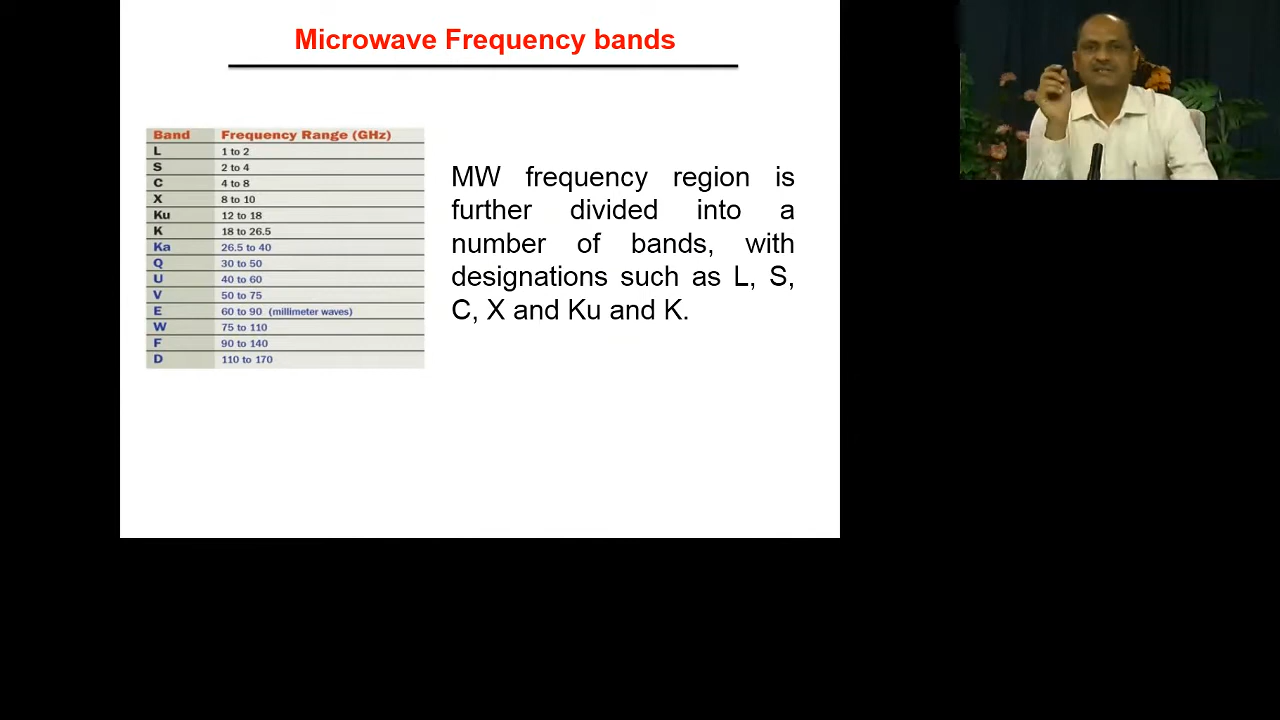 Microwave Frequency bands
Band Frequency Range (GHz)
L 1 to 2
S 2 to 4
C 4 to 8
X 8 to 10
Ku 12 to 18
K 18 to 26.5
Ka 26.5 to 40
Q 30 to 50
U 40 to 60
V 50 to 75
E 60 to 90 (millimeter waves)
W 75 to 110
F 90 to 140
D 110 to 170
MW frequency region is
further divided into a
number of bands, with
designations such as L, S,
C, X and Ku and K.